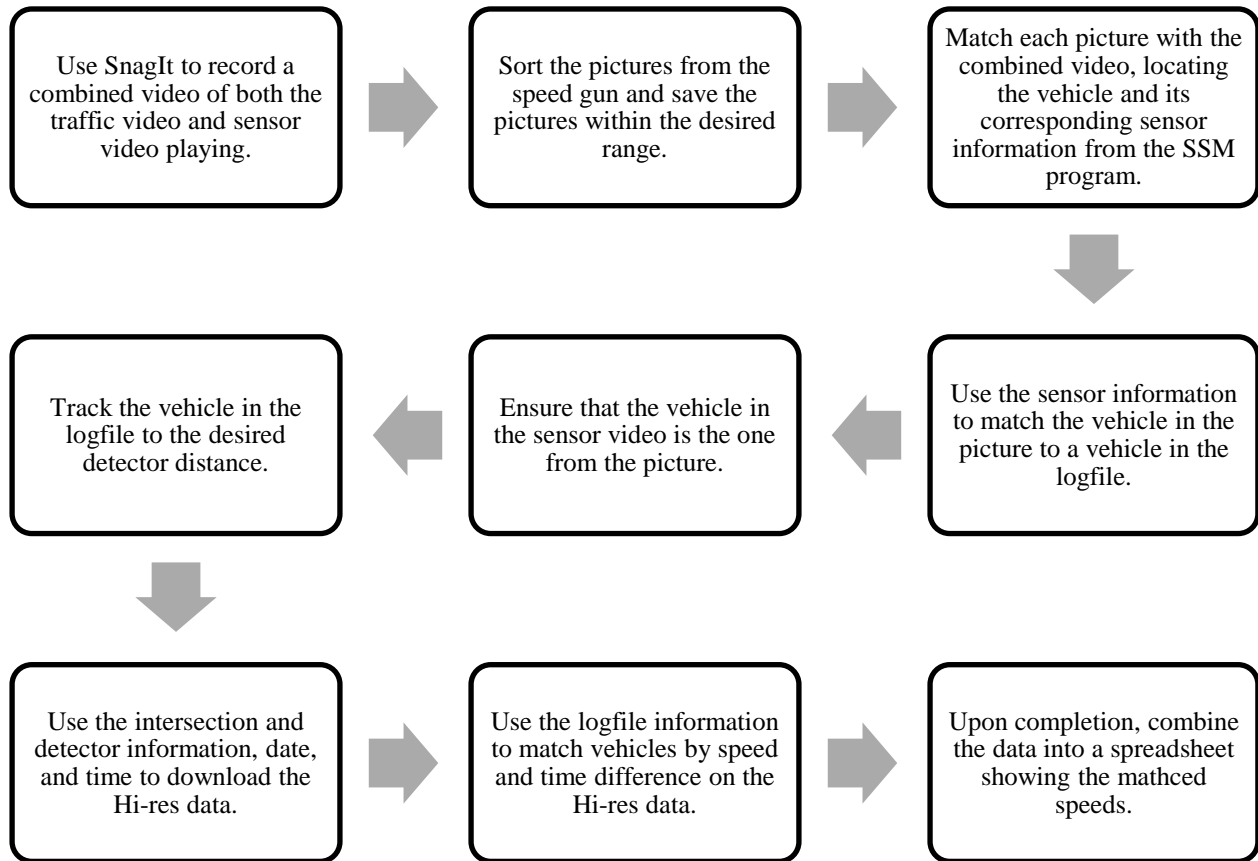 Use SnagIt to record a
combined video of both the
traffic video and sensor
video playing.
Sort the pictures from the
speed gun and save the
pictures within the desired
range.
Match each picture with the
combined video, locating
the vehicle and its
corresponding sensor
information from the SSM
program.
Use the sensor information
to match the vehicle in the
picture to a vehicle in the
logfile.
Ensure that the vehicle in
the sensor video is the one
from the picture.
Track the vehicle in the
logfile to the desired
detector distance.
Use the intersection and
detector information, date,
and time to download the
Hi-res data.
Use the logfile information
to match vehicles by speed
and time difference on the
Hi-res data.
Upon completion, combine
the data into a spreadsheet
showing the mathced
speeds.